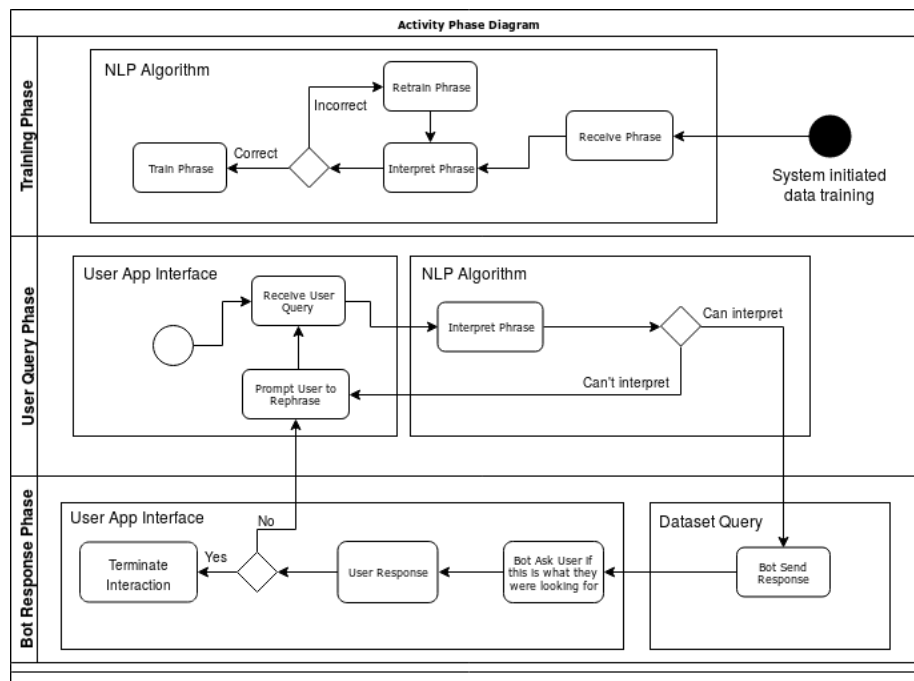 Activity Phase Diagram
Training Phase
NLP Algorithm
Retrain Phrase
Incorrect
Receive Phrase
Correct
Train Phrase
Interpret Phrase
System initiated
data training
User Query Phase
User App Interface
NLP Algorithm
Receive User
Query
Interpret Phrase
Can interpret
Can't interpret
Prompt User to
Rephrase
Bot Response Phase
User App Interface
No
Dataset Query
Terminate
Interaction
Yes
User Response
Bot Ask User if
this is what they
were looking for
Bot Send
Response